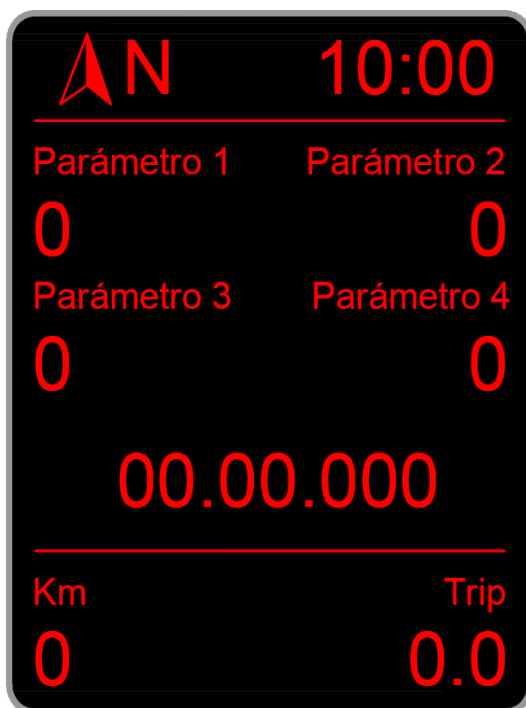 N 10:00
Parámetro 1 Parámetro 2
0 0
Parámetro 3 Parámetro 4
0 0
00.00.000
Km Trip
0 0.0